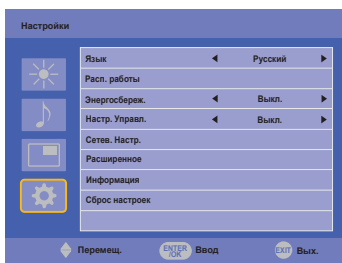 Настройки
Язык Русский
Расп. работы
Энергосбереж. Выкл.
Настр. Управл. Выкл.
Сетев. Настр.
Расширенное
Информация
Сброс настроек
Перемещ. ENTER /OK Ввод EXIT Вых.